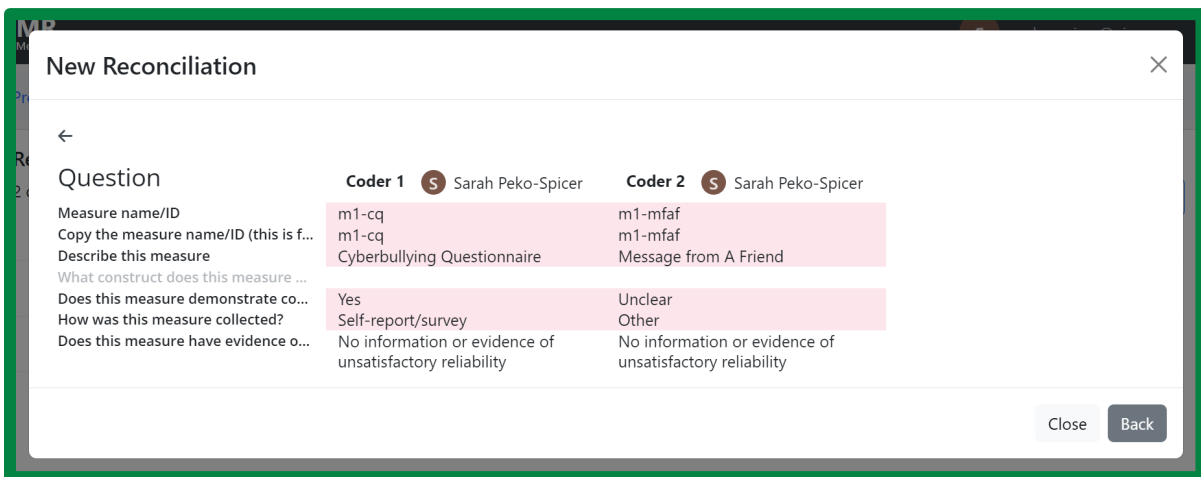 MR
New Reconciliation
←
Question
Coder 1 S Sarah Peko-Spicer
Coder 2 S Sarah Peko-Spicer
Measure name/ID m1-cq m1-mfaf
Copy the measure name/ID (this is f... m1-cq m1-mfaf
Describe this measure Cyberbullying Questionnaire Message from A Friend
What construct does this measure ...
Does this measure demonstrate co... Yes Unclear
How was this measure collected? Self-report/survey Other
Does this measure have evidence o... No information or evidence of No information or evidence of
unsatisfactory reliability unsatisfactory reliability
Close Back